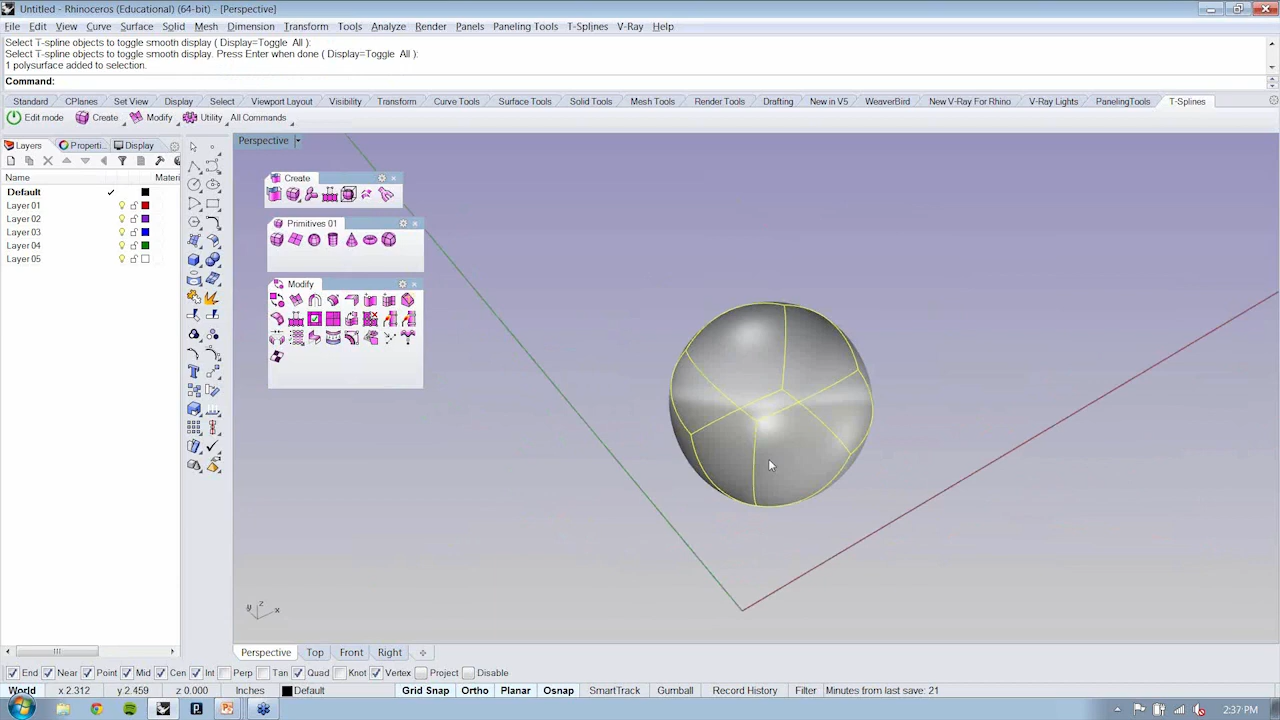 Untitled - Rhinoceros (Educational) (64-bit) - [Perspective]
File Edit View Curve Surface Solid Mesh Dimension Transform Tools Analyze Render Panels Paneling Tools T-Splines V-Ray Help
Select T-spline objects to toggle smooth display ( Display=Toggle All ):
Select T-spline objects to toggle smooth display. Press Enter when done ( Display=Toggle All ):
1 polysurface added to selection.
Command:
Standard CPlanes Set View Display Select Viewport Layout Visibility Transform Curve Tools Surface Tools Solid Tools Mesh Tools Render Tools Drafting New in V5 WeaverBird New V-Ray For Rhino V-Ray Lights PanelingTools T-Splines
Edit mode Create Modify Utility All Commands
Layers Properti... Display
Perspective
Name Materi
Default
Layer 01
Layer 02
Layer 03
Layer 04
Layer 05
Create
Primitives 01
Modify
y z x
Perspective Top Front Right
End Near Point Mid Cen Int Perp Tan Quad Knot Vertex Project Disable
World x 2.312 y 2.459 z 0.000 Inches Default Grid Snap Ortho Planar Osnap SmartTrack Gumball Record History Filter Minutes from last save: 21
2:37 PM